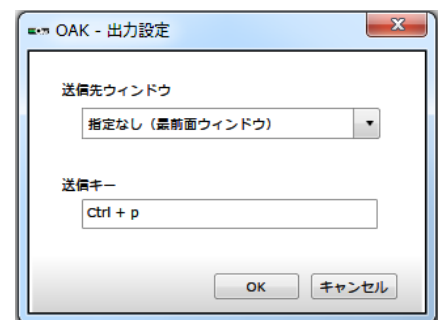 OAK - 出力設定
送信先ウィンドウ
指定なし（最前面ウィンドウ）
送信キー
Ctrl + p
OK
キャンセル